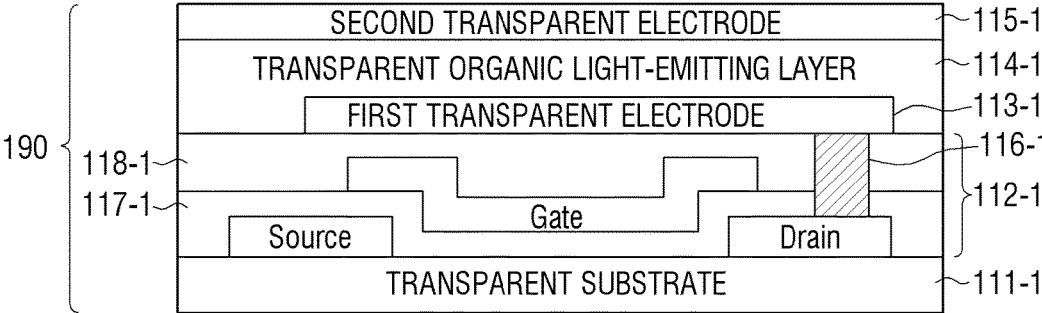 SECOND TRANSPARENT ELECTRODE
115-1
TRANSPARENT ORGANIC LIGHT-EMITTING LAYER
114-1
FIRST TRANSPARENT ELECTRODE
113-1
190
116-1
118-1
112-1
117-1
Gate
Source
Drain
TRANSPARENT SUBSTRATE
111-1